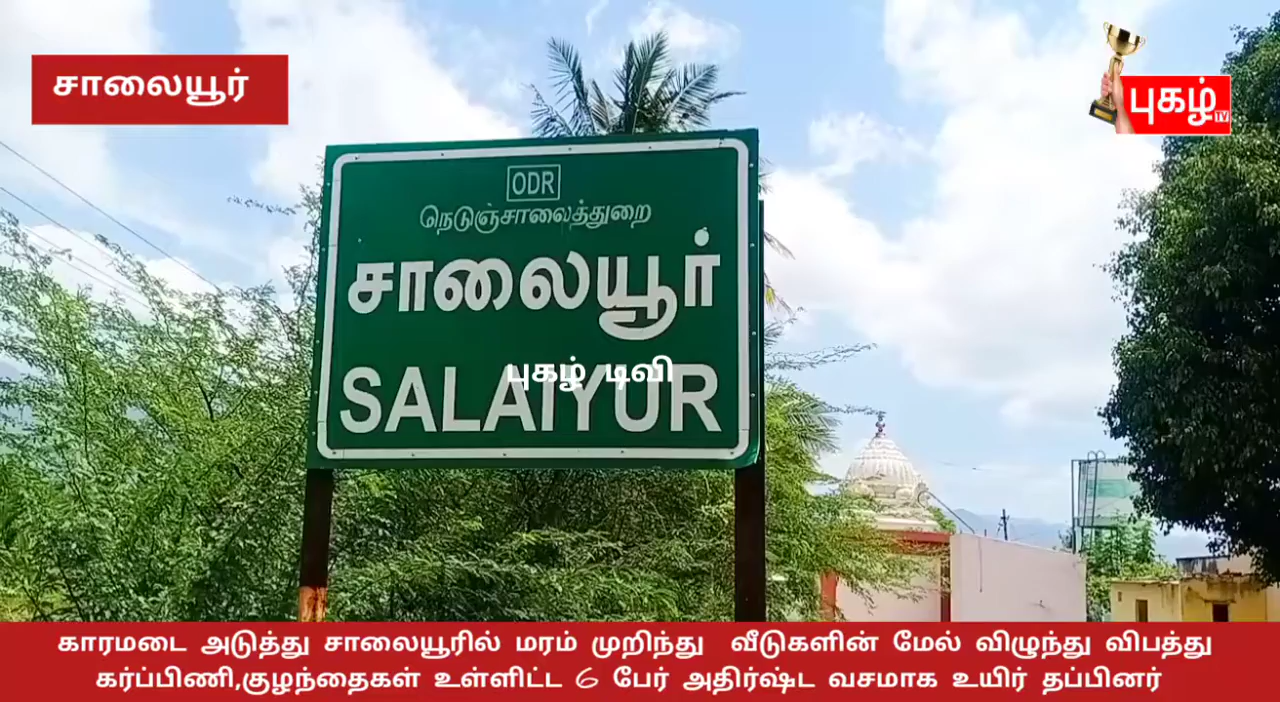 சாலையூர்
புகழ்
TV
ODR
நெடுஞ்சாலைத்துறை
சாலையூர்
புகழ் டிவி
SALAIYUR
காரமடை அடுத்து சாலையூரில் மரம் முறிந்து வீடுகளின் மேல் விழுந்து விபத்து
கர்ப்பிணி,குழந்தைகள் உள்ளிட்ட 6 பேர் அதிர்ஷ்ட வசமாக உயிர் தப்பினர்